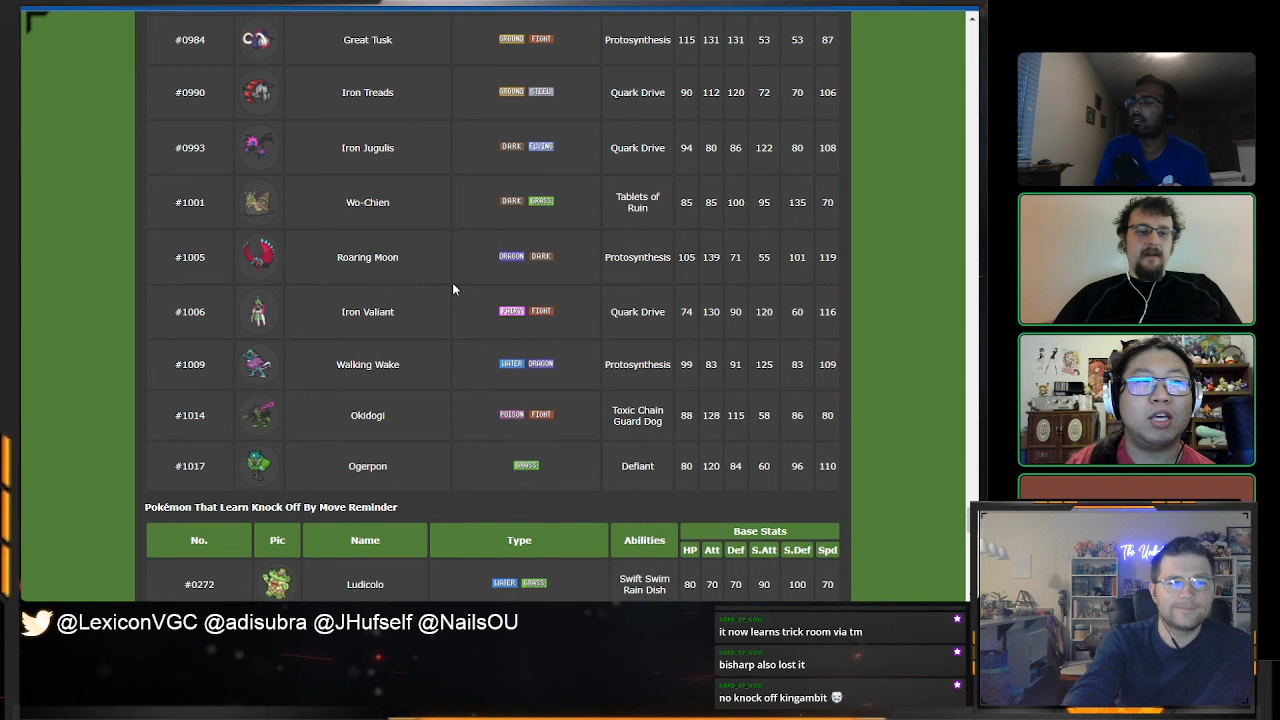 #0984 Great Tusk GROUND FIGHT Protosynthesis 115 131 131 53 53 87
#0990 Iron Treads GROUND STEEL Quark Drive 90 112 120 72 70 106
#0993 Iron Jugulis DARK FLYING Quark Drive 94 80 86 122 80 108
#1001 Wo-Chien DARK GRASS Tablets of Ruin 85 85 100 95 135 70
#1005 Roaring Moon DRAGON DARK Protosynthesis 105 139 71 55 101 119
#1006 Iron Valiant FAIRY FIGHT Quark Drive 74 130 90 120 60 116
#1009 Walking Wake WATER DRAGON Protosynthesis 99 83 91 125 83 109
#1014 Okidogi POISON FIGHT Toxic Chain Guard Dog 88 128 115 58 86 80
#1017 Ogerpon GRASS Defiant 80 120 84 60 96 110
Pokémon That Learn Knock Off By Move Reminder
No. Pic Name Type Abilities Base Stats
HP Att Def S.Att S.Def Spd
#0272 Ludicolo WATER GRASS Swift Swim Rain Dish 80 70 70 90 100 70
@LexiconVGC @adisubra @JHufself @NailsOU
NERD_OF_NOW
it now learns trick room via tm
NERD_OF_NOW
bisharp also lost it
NERD_OF_NOW
no knock off kingambit